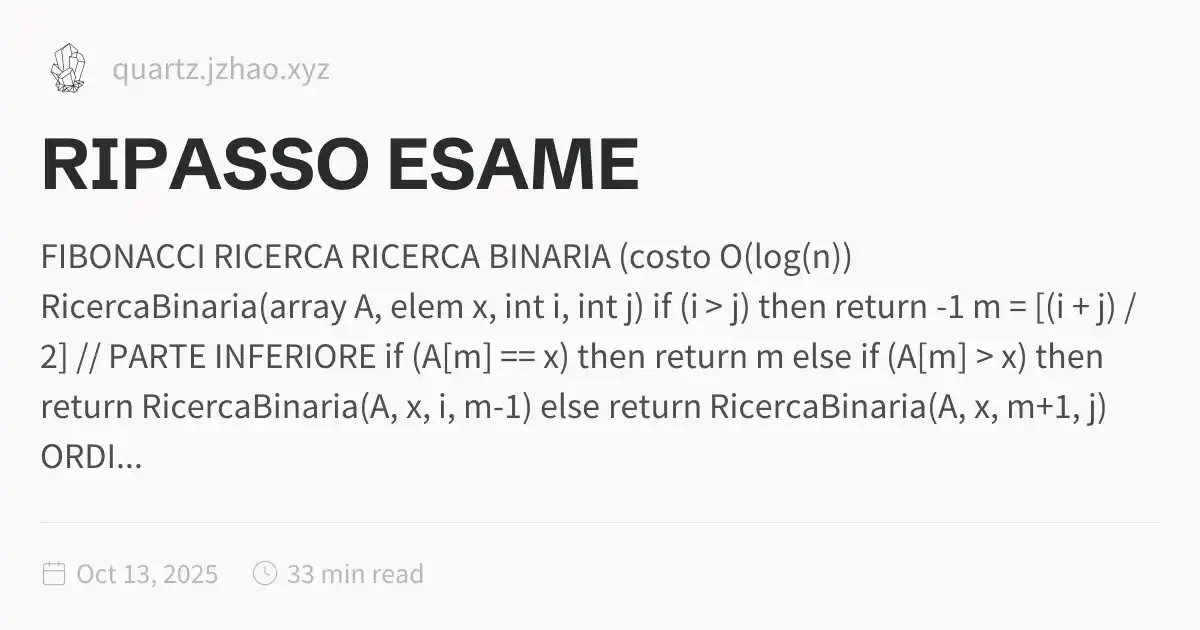 quartz.jzhao.xyz
RIPASSO ESAME
FIBONACCI RICERCA RICERCA BINARIA (costo O(log(n))
RicercaBinaria(array A, elem x, int i, int j) if (i > j) then return -1 m = [(i + j) /
2] // PARTE INFERIORE if (A[m] == x) then return m else if (A[m] > x) then
return RicercaBinaria(A, x, i, m-1) else return RicercaBinaria(A, x, m+1, j)
ORDI...
Oct 13, 2025 33 min read